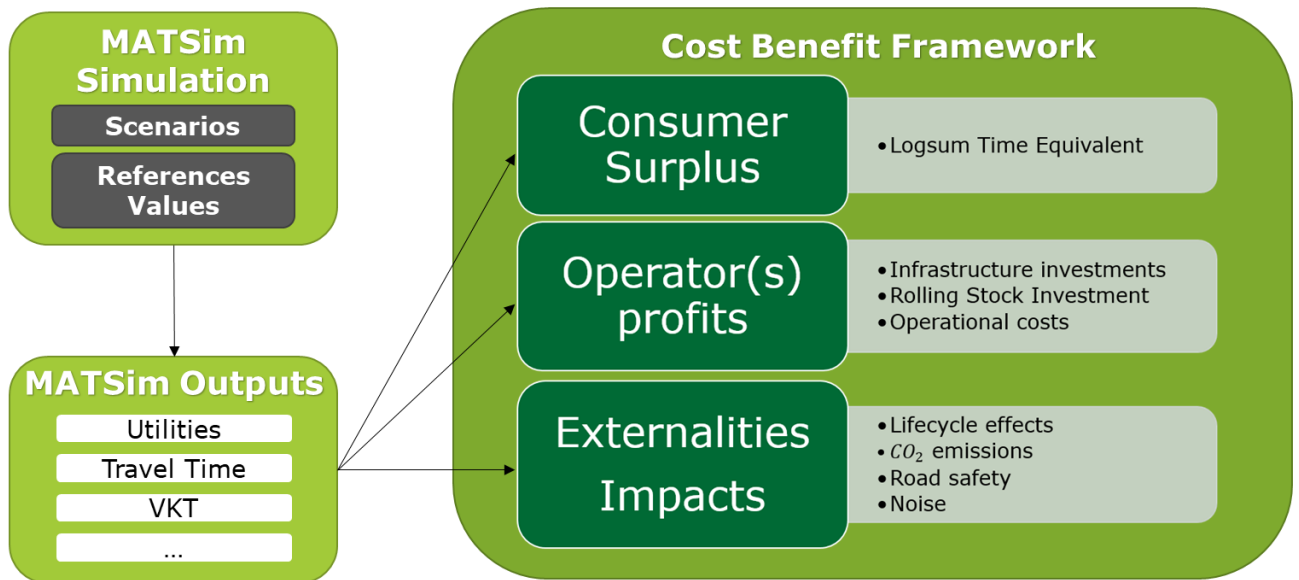 MATSim
Simulation
Scenarios
References
Values
MATSim Outputs
Utilities
Travel Time
VKT
...
Cost Benefit Framework
Consumer
Surplus
•Logsum Time Equivalent
Operator(s)
profits
•Infrastructure investments
•Rolling Stock Investment
•Operational costs
Externalities
Impacts
•Lifecycle effects
•CO₂ emissions
•Road safety
•Noise